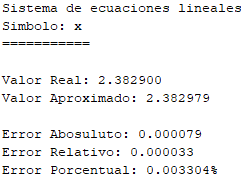 Sistema de ecuaciones lineales
Simbolo: x
===========
Valor Real: 2.382900
Valor Aproximado: 2.382979
Error Abosuluto: 0.000079
Error Relativo: 0.000033
Error Porcentual: 0.003304%